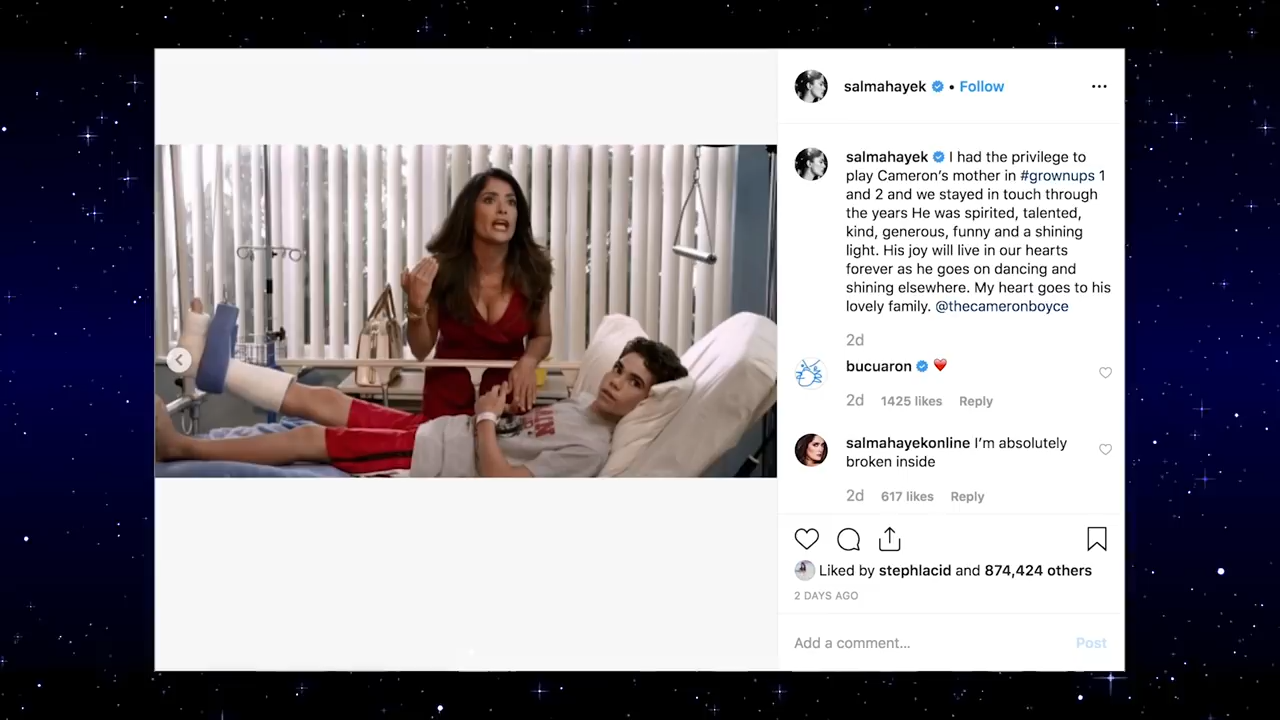 salmahayek • Follow
salmahayek I had the privilege to
play Cameron's mother in #grownups 1
and 2 and we stayed in touch through
the years He was spirited, talented,
kind, generous, funny and a shining
light. His joy will live in our hearts
forever as he goes on dancing and
shining elsewhere. My heart goes to his
lovely family. @thecameronboyce
2d
bucuaron ❤️
2d 1425 likes Reply
salmahayekonline I'm absolutely
broken inside
2d 617 likes Reply
Liked by stephlacid and 874,424 others
2 DAYS AGO
Add a comment... Post